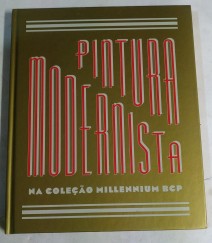 PINTURA
MODERNISTA
NA COLEÇÃO MILLENNIUM BCP